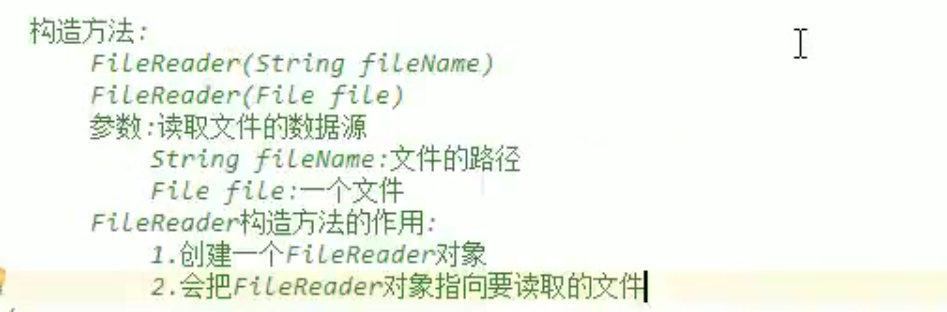 构造方法:
FileReader(String fileName)
FileReader(File file)
参数:读取文件的数据源
String fileName:文件的路径
File file:一个文件
FileReader构造方法的作用:
1.创建一个FileReader对象
2.会把FileReader对象指向要读取的文件